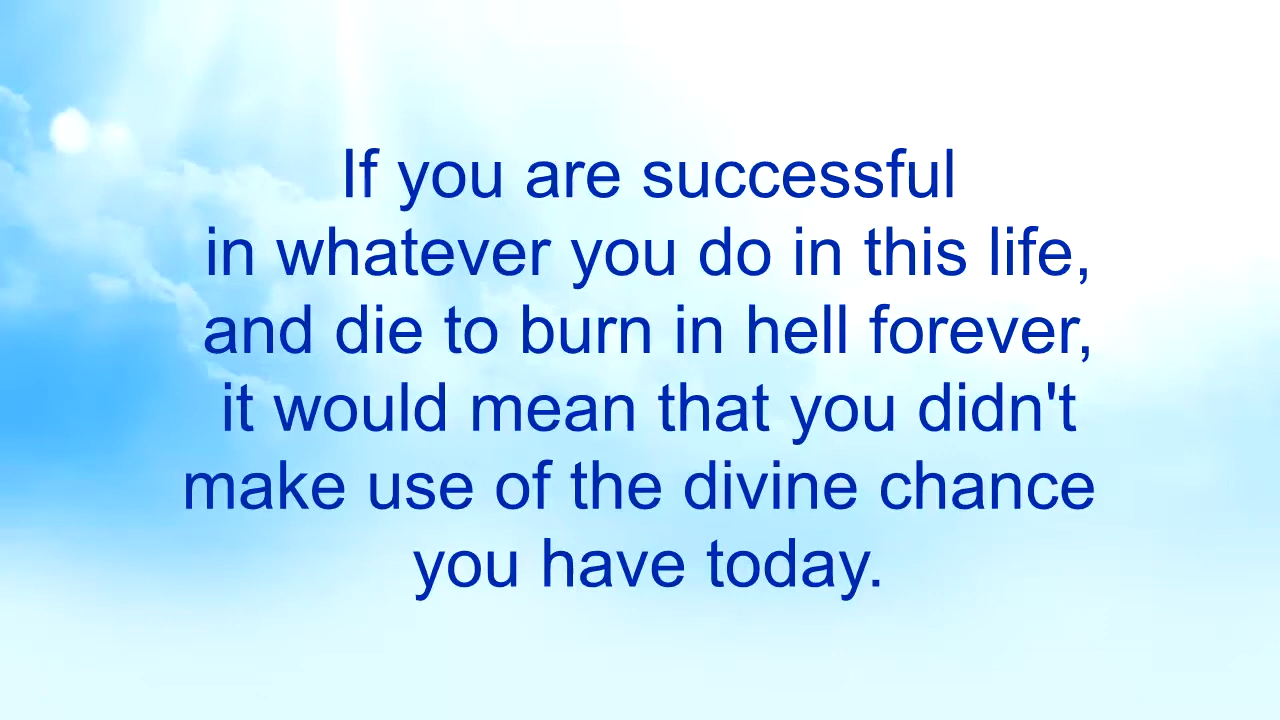 If you are successful
in whatever you do in this life,
and die to burn in hell forever,
it would mean that you didn't
make use of the divine chance
you have today.